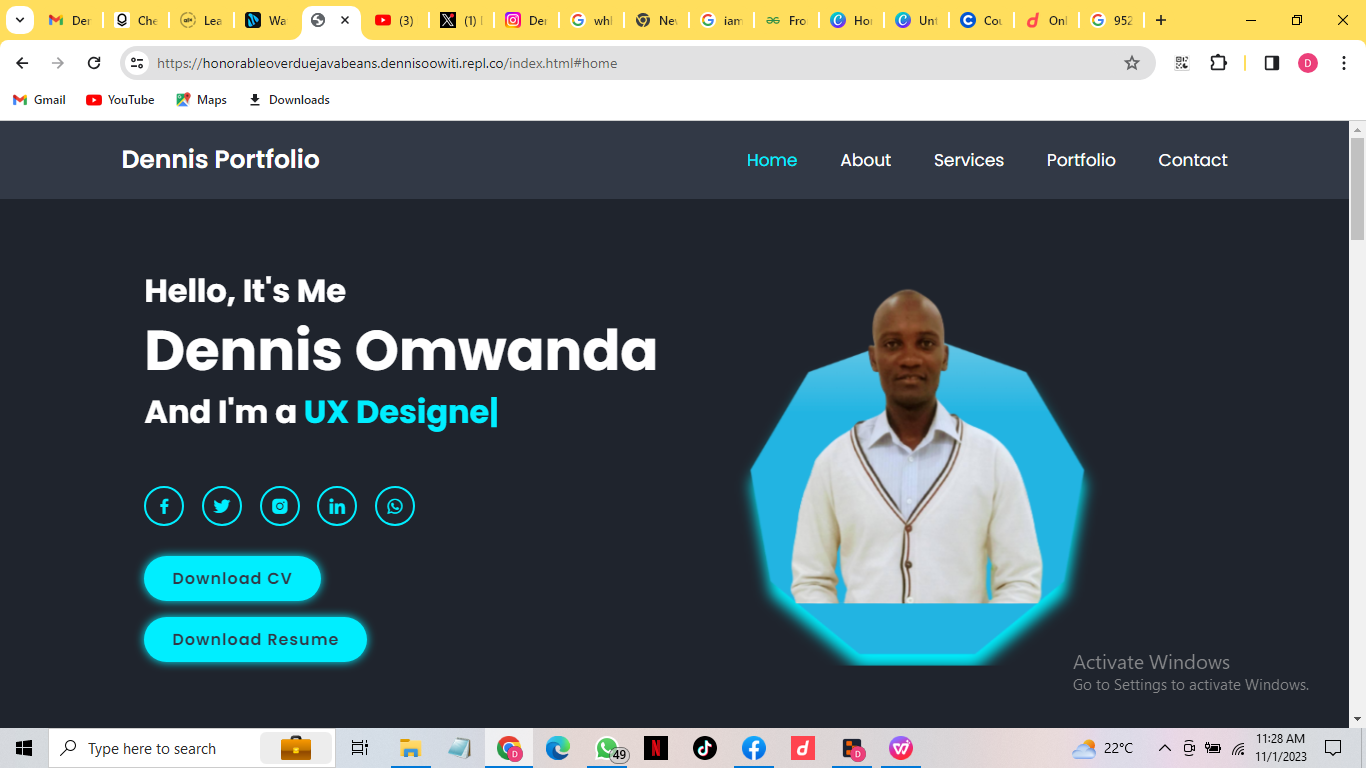 Der
Che
Lea
Wa
(3)
(1) I
Der
whl
Nev
iam
Fro
Hor
Unt
Cou
Onl
952
https://honorableoverduejavabeans.dennisoowiti.repl.co/index.html#home
D
Gmail
YouTube
Maps
Downloads
Dennis Portfolio
Home
About
Services
Portfolio
Contact
Hello, It's Me
Dennis Omwanda
And I'm a UX Designe|
Download CV
Download Resume
Activate Windows
Go to Settings to activate Windows.
Type here to search
49
22°C
11:28 AM
11/1/2023